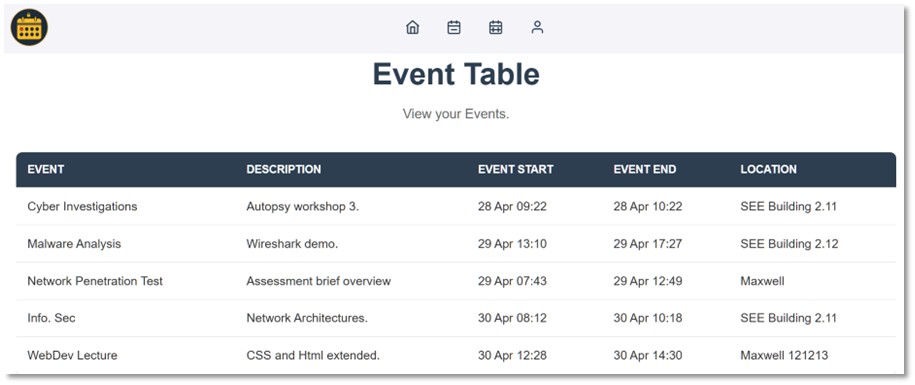 Event Table
View your Events.
EVENT DESCRIPTION EVENT START EVENT END LOCATION
Cyber Investigations Autopsy workshop 3. 28 Apr 09:22 28 Apr 10:22 SEE Building 2.11
Malware Analysis Wireshark demo. 29 Apr 13:10 29 Apr 17:27 SEE Building 2.12
Network Penetration Test Assessment brief overview 29 Apr 07:43 29 Apr 12:49 Maxwell
Info. Sec Network Architectures. 30 Apr 08:12 30 Apr 10:18 SEE Building 2.11
WebDev Lecture CSS and Html extended. 30 Apr 12:28 30 Apr 14:30 Maxwell 121213